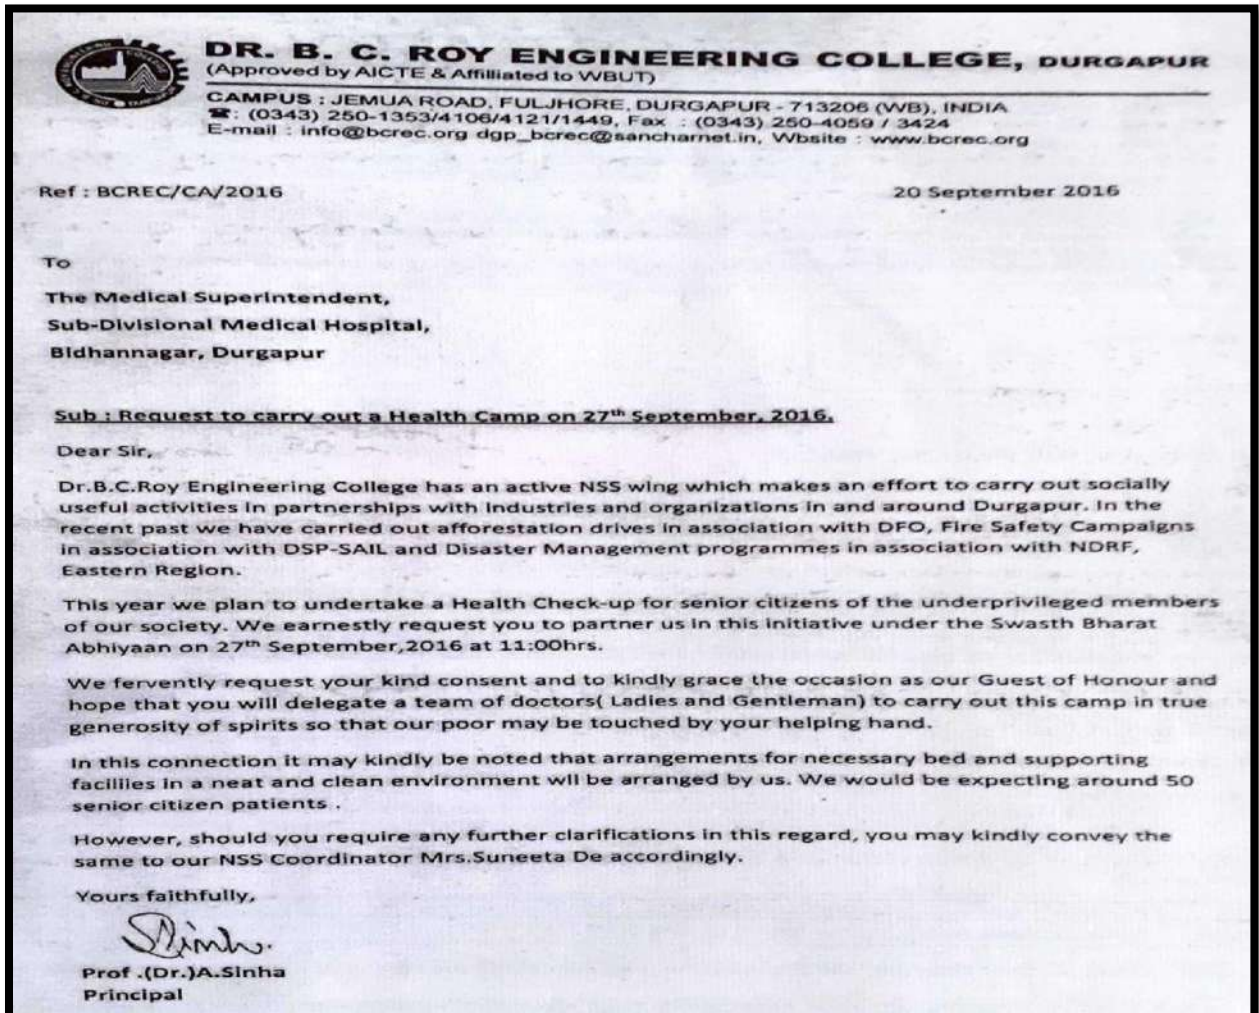 DR. B. C. ROY ENGINEERING COLLEGE, DURGAPUR
(Approved by AICTE & Affilliated to WBUT)
CAMPUS : JEMUA ROAD, FULJHORE, DURGAPUR - 713206 (WB), INDIA
☎: (0343) 250-1353/4106/4121/1449, Fax : (0343) 250-4059 / 3424
E-mail : info@bcrec.org dgp_bcrec@sancharnet.in, Wbsite : www.bcrec.org
Ref : BCREC/CA/2016 20 September 2016
To
The Medical Superintendent,
Sub-Divisional Medical Hospital,
Bidhannagar, Durgapur
Sub : Request to carry out a Health Camp on 27th September, 2016.
Dear Sir,
Dr.B.C.Roy Engineering College has an active NSS wing which makes an effort to carry out socially
useful activities in partnerships with industries and organizations in and around Durgapur. In the
recent past we have carried out afforestation drives in association with DFO, Fire Safety Campaigns
in association with DSP-SAIL and Disaster Management programmes in association with NDRF,
Eastern Region.
This year we plan to undertake a Health Check-up for senior citizens of the underprivileged members
of our society. We earnestly request you to partner us in this initiative under the Swasth Bharat
Abhiyaan on 27th September,2016 at 11:00hrs.
We fervently request your kind consent and to kindly grace the occasion as our Guest of Honour and
hope that you will delegate a team of doctors( Ladies and Gentleman) to carry out this camp in true
generosity of spirits so that our poor may be touched by your helping hand.
In this connection it may kindly be noted that arrangements for necessary bed and supporting
facilies in a neat and clean environment will be arranged by us. We would be expecting around 50
senior citizen patients.
However, should you require any further clarifications in this regard, you may kindly convey the
same to our NSS Coordinator Mrs.Suneeta De accordingly.
Yours faithfully,
Prof .(Dr.)A.Sinha
Principal